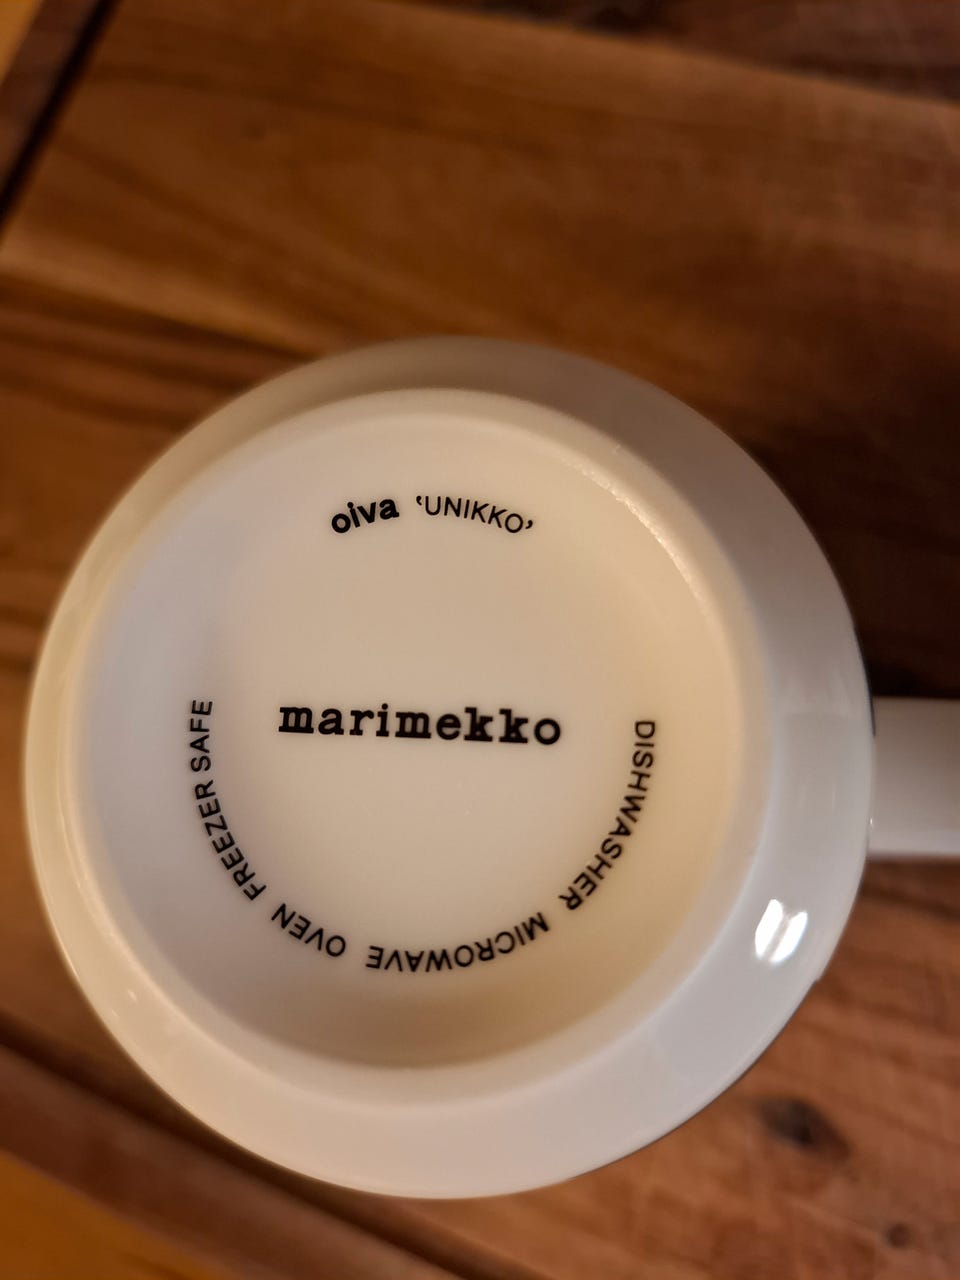 oiva ‘UNIKKO’
marimekko
DISHWASHER MICROWAVE OVEN FREEZER SAFE